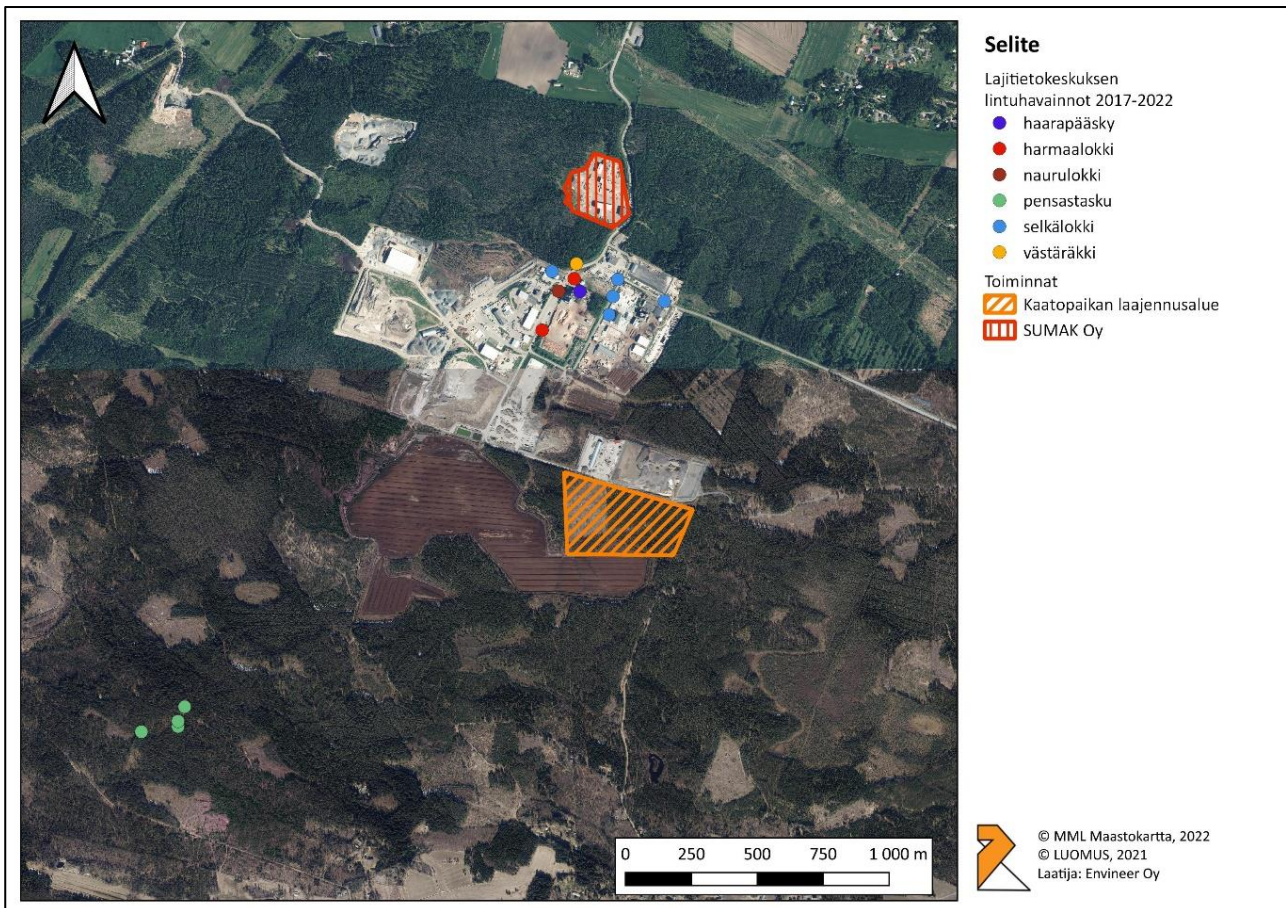 Selite
Lajitietokeskuksen
lintuhavainnot 2017-2022
haarapääsky
harmaalokki
naurulokki
pensastasku
selkälokki
västäräkki
Toiminnat
Kaatopaikan laajennusalue
SUMAK Oy
0 250 500 750 1 000 m
© MML Maastokartta, 2022
© LUOMUS, 2021
Laatija: Envineer Oy